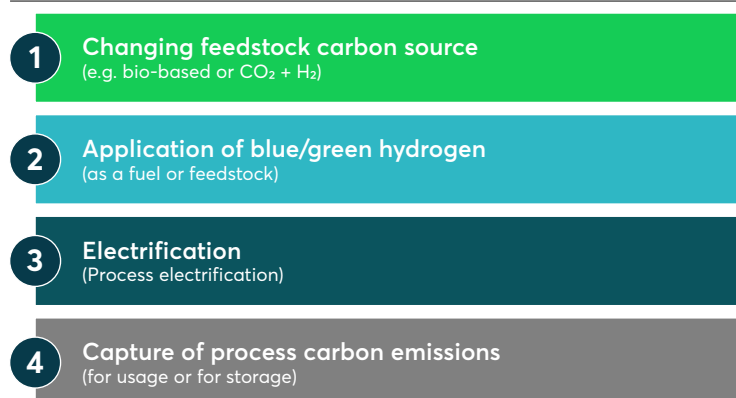 1
Changing feedstock carbon source
(e.g. bio-based or CO₂ + H₂)
2
Application of blue/green hydrogen
(as a fuel or feedstock)
3
Electrification
(Process electrification)
4
Capture of process carbon emissions
(for usage or for storage)